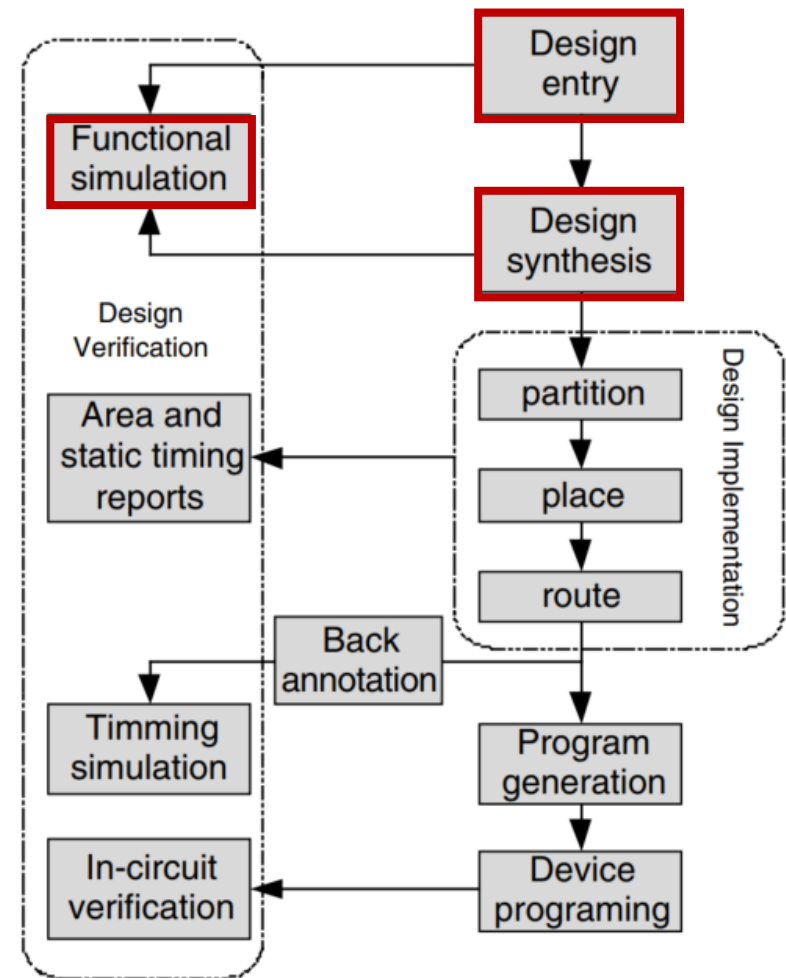 Design
entry
Functional
simulation
Design
synthesis
Design
Verification
Design Implementation
partition
Area and
static timing
reports
place
route
Back
annotation
Timming
simulation
Program
generation
In-circuit
verification
Device
programing